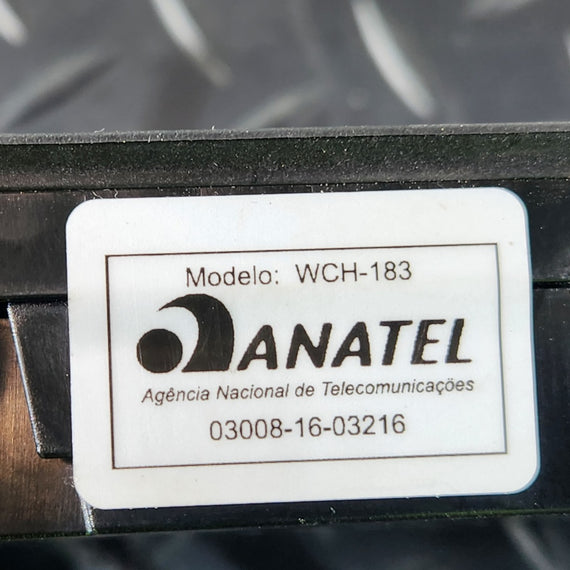 Modelo: WCH-183
ANATEL
Agência Nacional de Telecomunicações
03008-16-03216